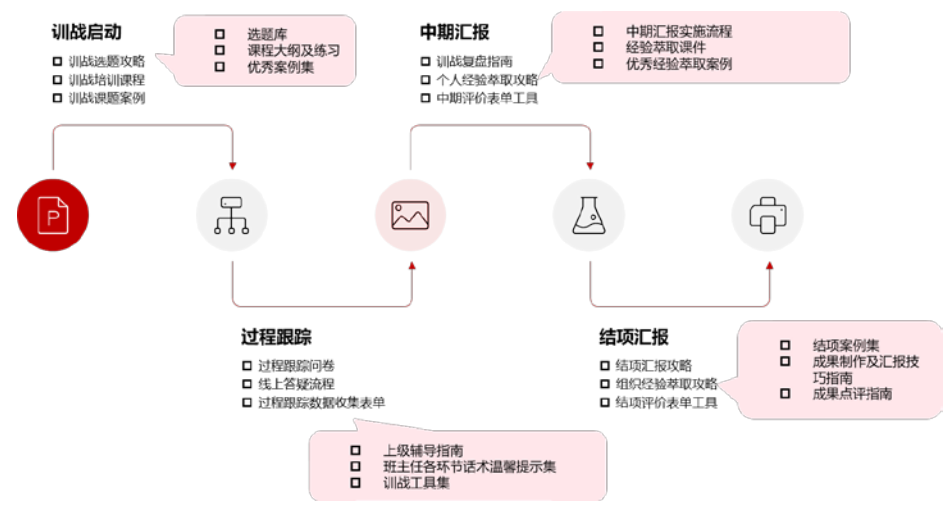 训战启动
训战选题攻略
训战培训课程
训战课题案例
选题库
课程大纲及练习
优秀案例集
中期汇报
训战复盘指南
个人经验萃取攻略
中期评价表单工具
中期汇报实施流程
经验萃取课件
优秀经验萃取案例
P
过程跟踪
过程跟踪问卷
线上答疑流程
过程跟踪数据收集表单
上级辅导指南
班主任各环节话术温馨提示集
训战工具集
结项汇报
结项汇报攻略
组织经验萃取攻略
结项评价表单工具
结项案例集
成果制作及汇报技
巧指南
成果点评指南